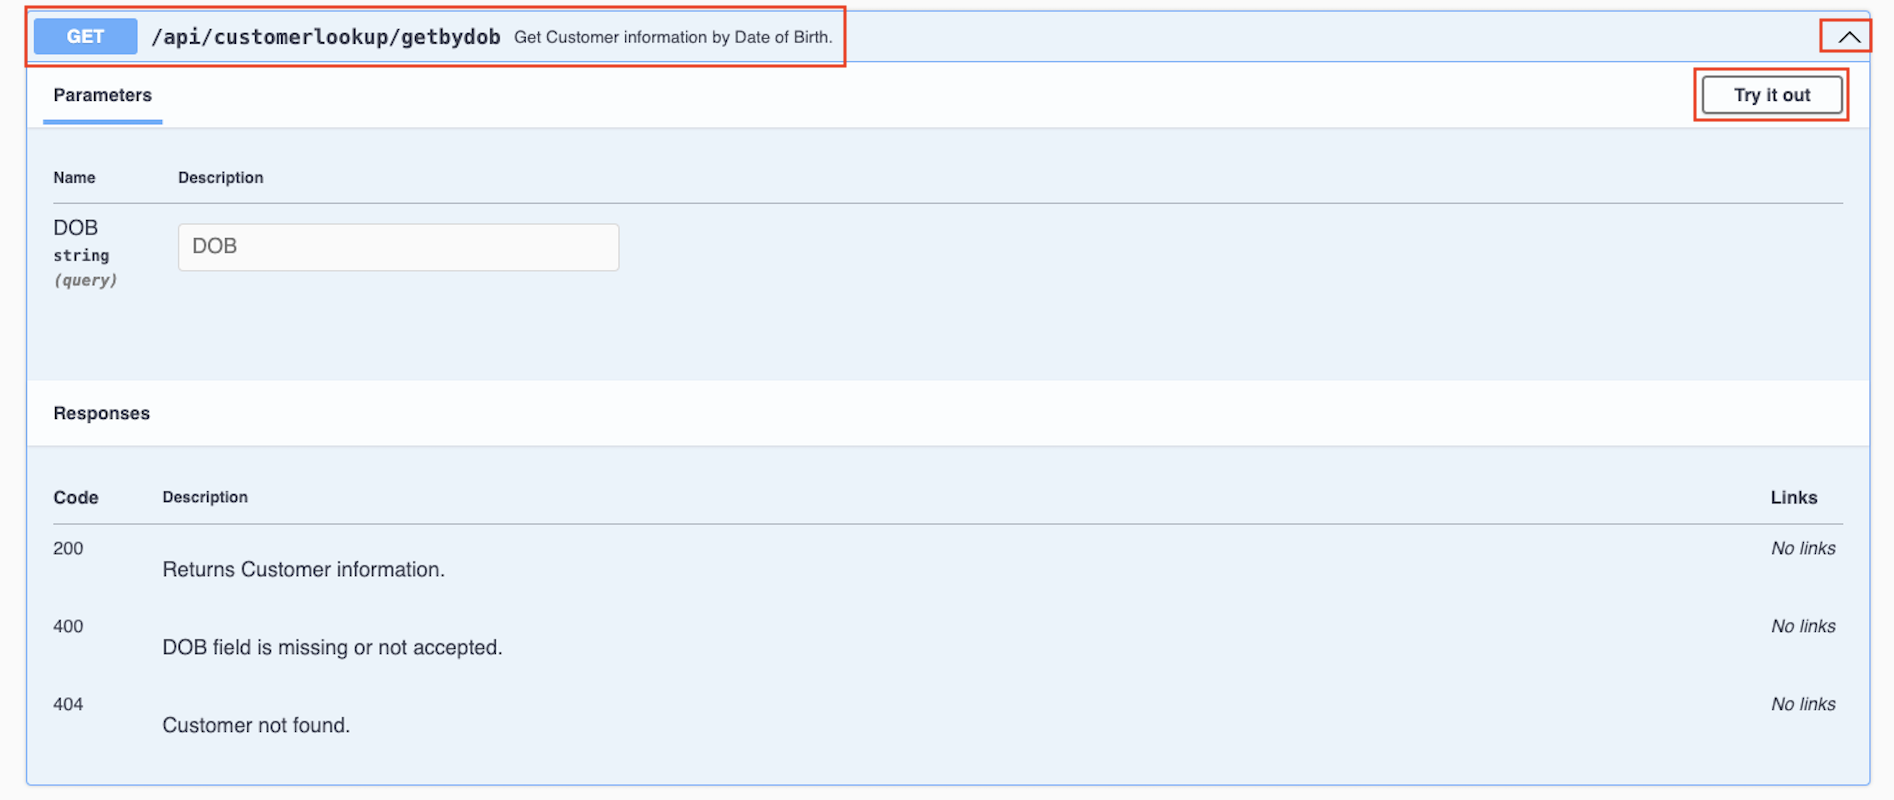 GET /api/customerlookup/getbydob Get Customer information by Date of Birth.
Parameters
Try it out
Name Description
DOB
string
(query)
DOB
Responses
Code Description Links
200 No links
Returns Customer information.
400 No links
DOB field is missing or not accepted.
404 No links
Customer not found.